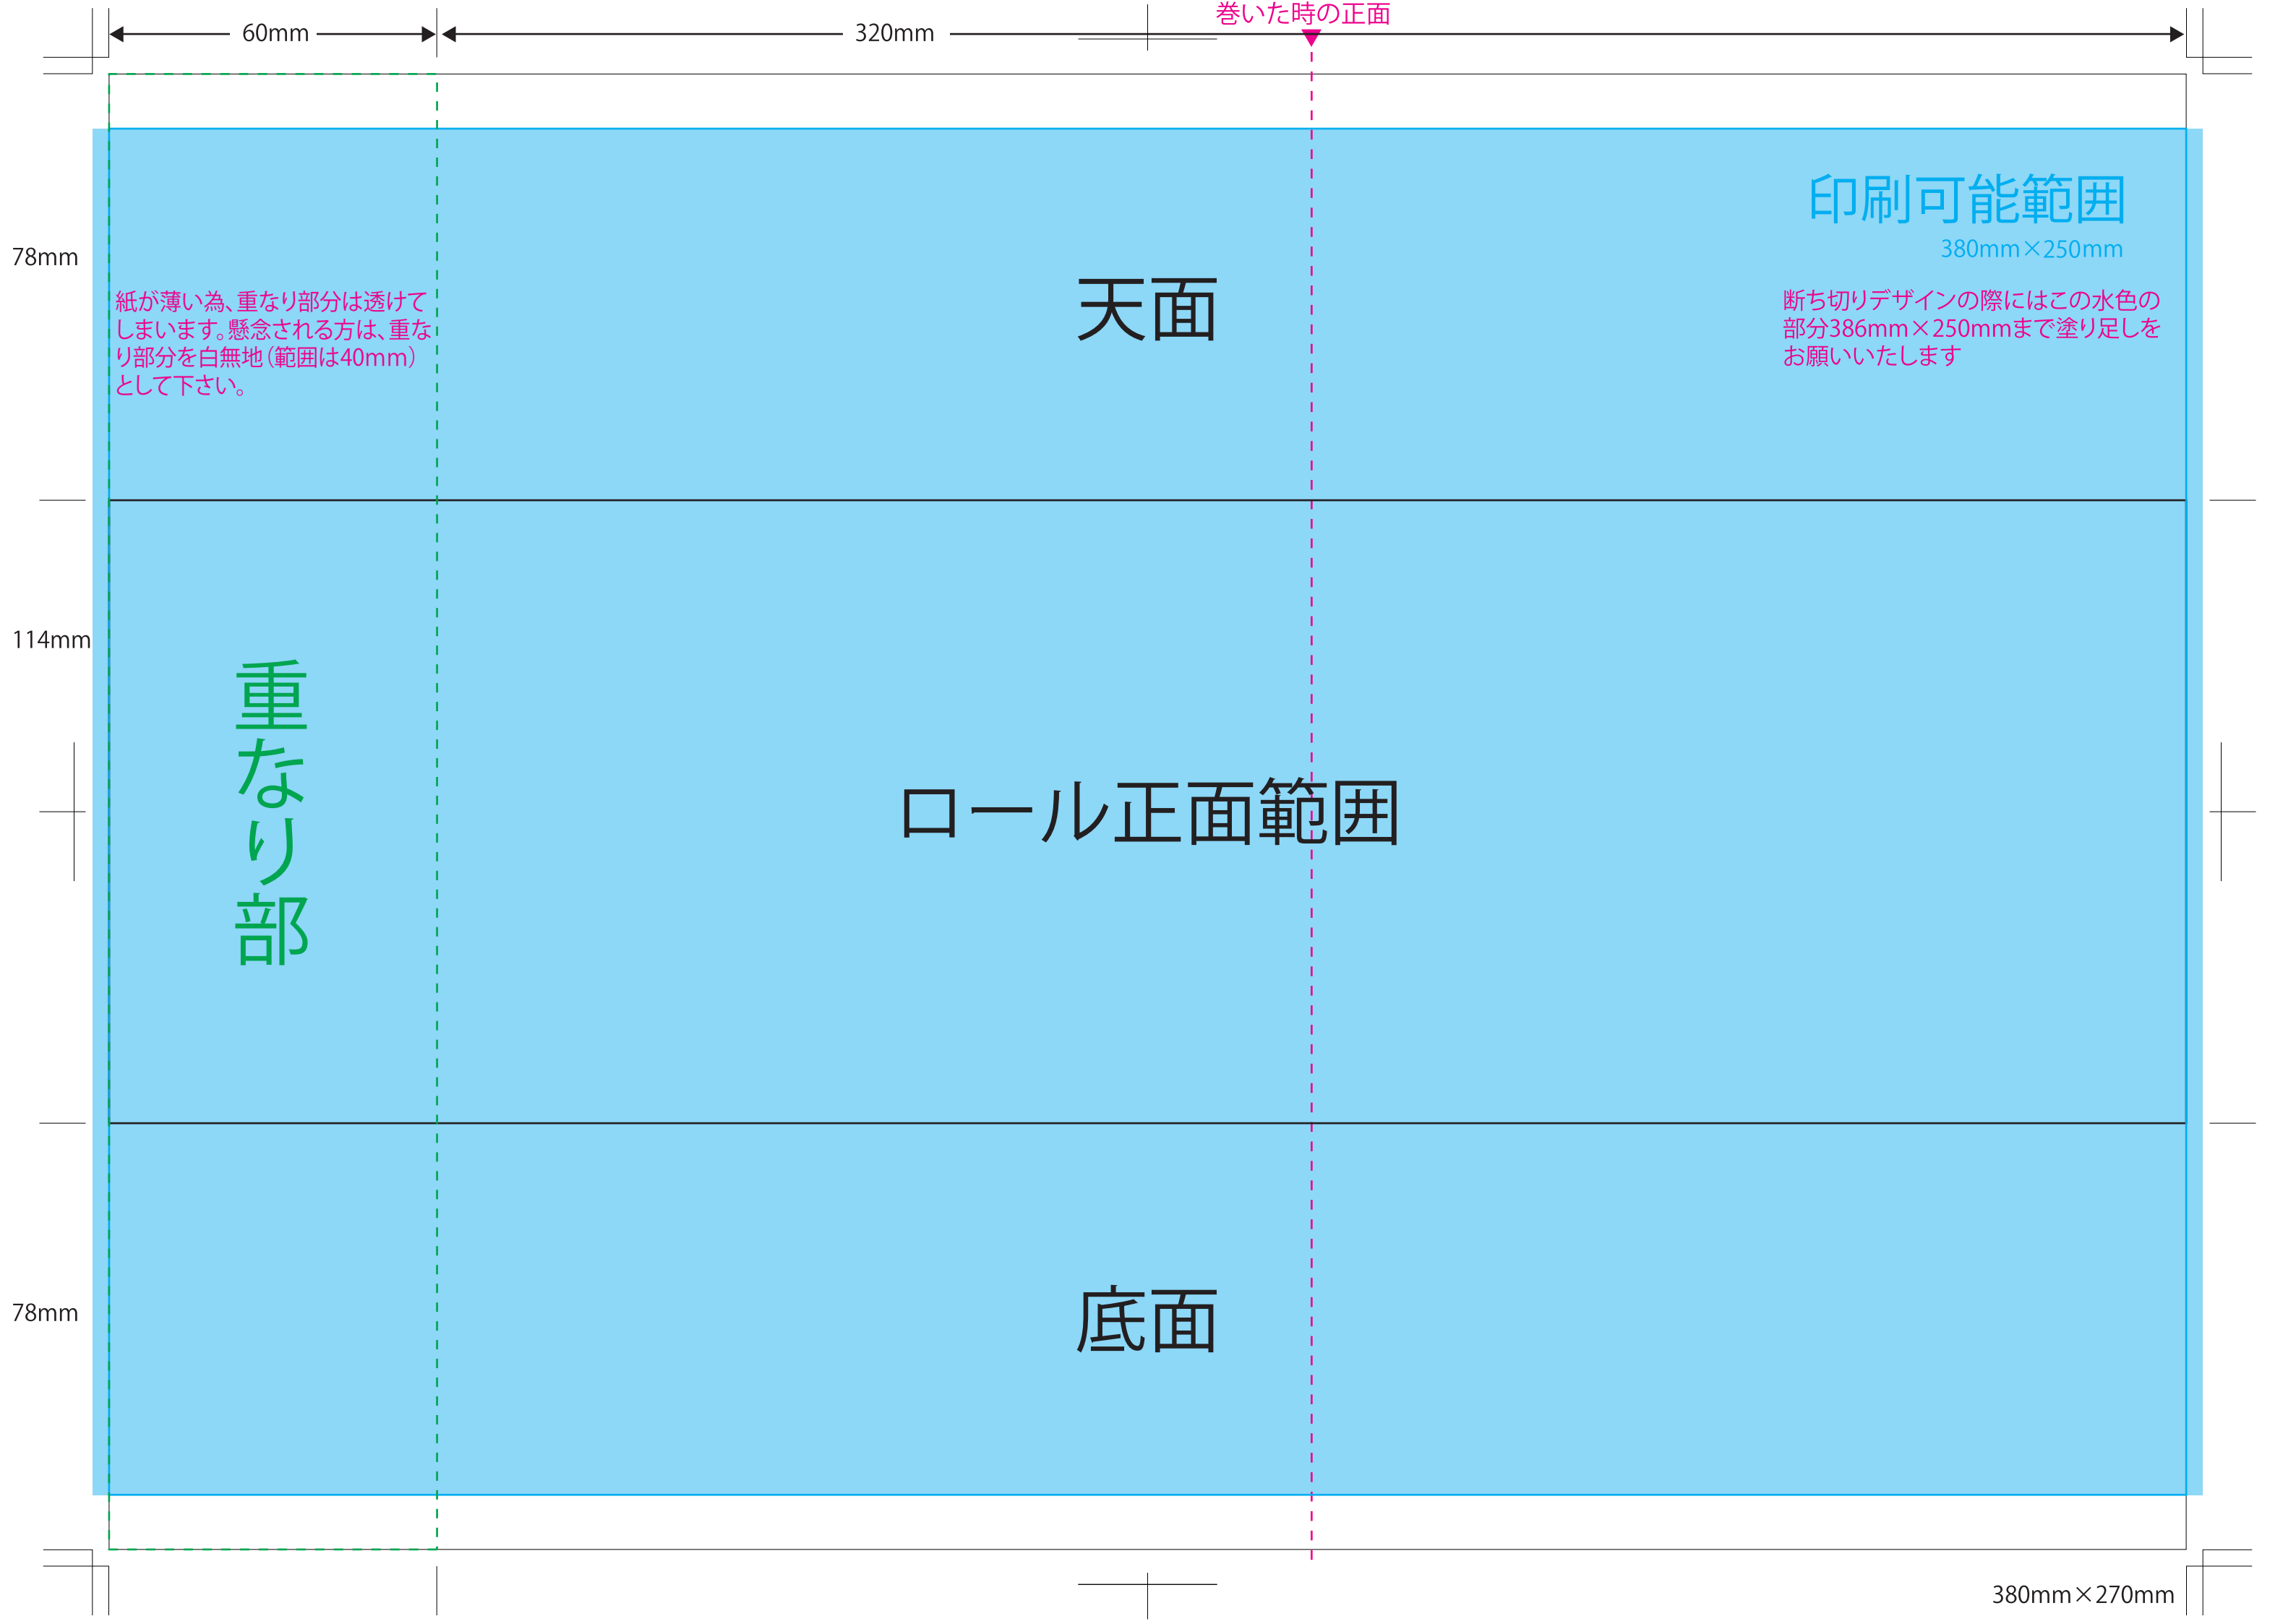 巻いた時の正面
60mm
320mm
印刷可能範囲
380mm×250mm
78mm
天面
紙が薄い為、重なり部分は透けて
しまいます。懸念される方は、重な
り部分を白無地(範囲は40mm)
として下さい。
断ち切りデザインの際にはこの水色の
部分386mm×250mmまで塗り足しを
お願いいたします
114mm
重なり部
ロール正面範囲
78mm
底面
380mm×270mm